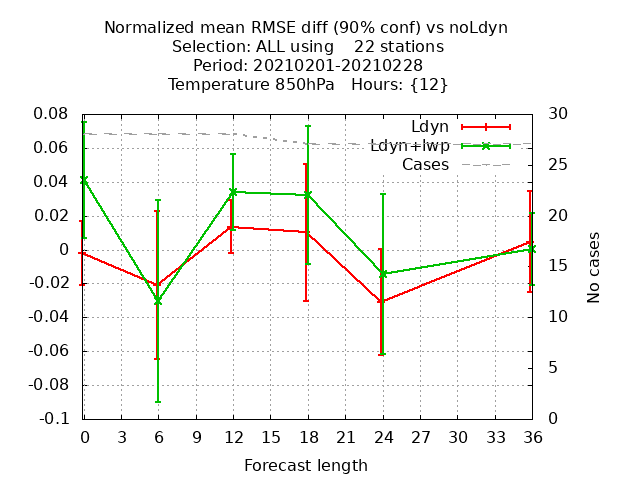 Normalized mean RMSE diff (90% conf) vs noLdyn
Selection: ALL using    22 stations
Period: 20210201-20210228
Temperature 850hPa   Hours: {12}
0.08
0.06
0.04
0.02
0
-0.02
-0.04
-0.06
-0.08
-0.1
Ldyn
Ldyn+lwp
Cases
30
25
20
15
10
5
0
No cases
0 3 6 9 12 15 18 21 24 27 30 33 36
Forecast length